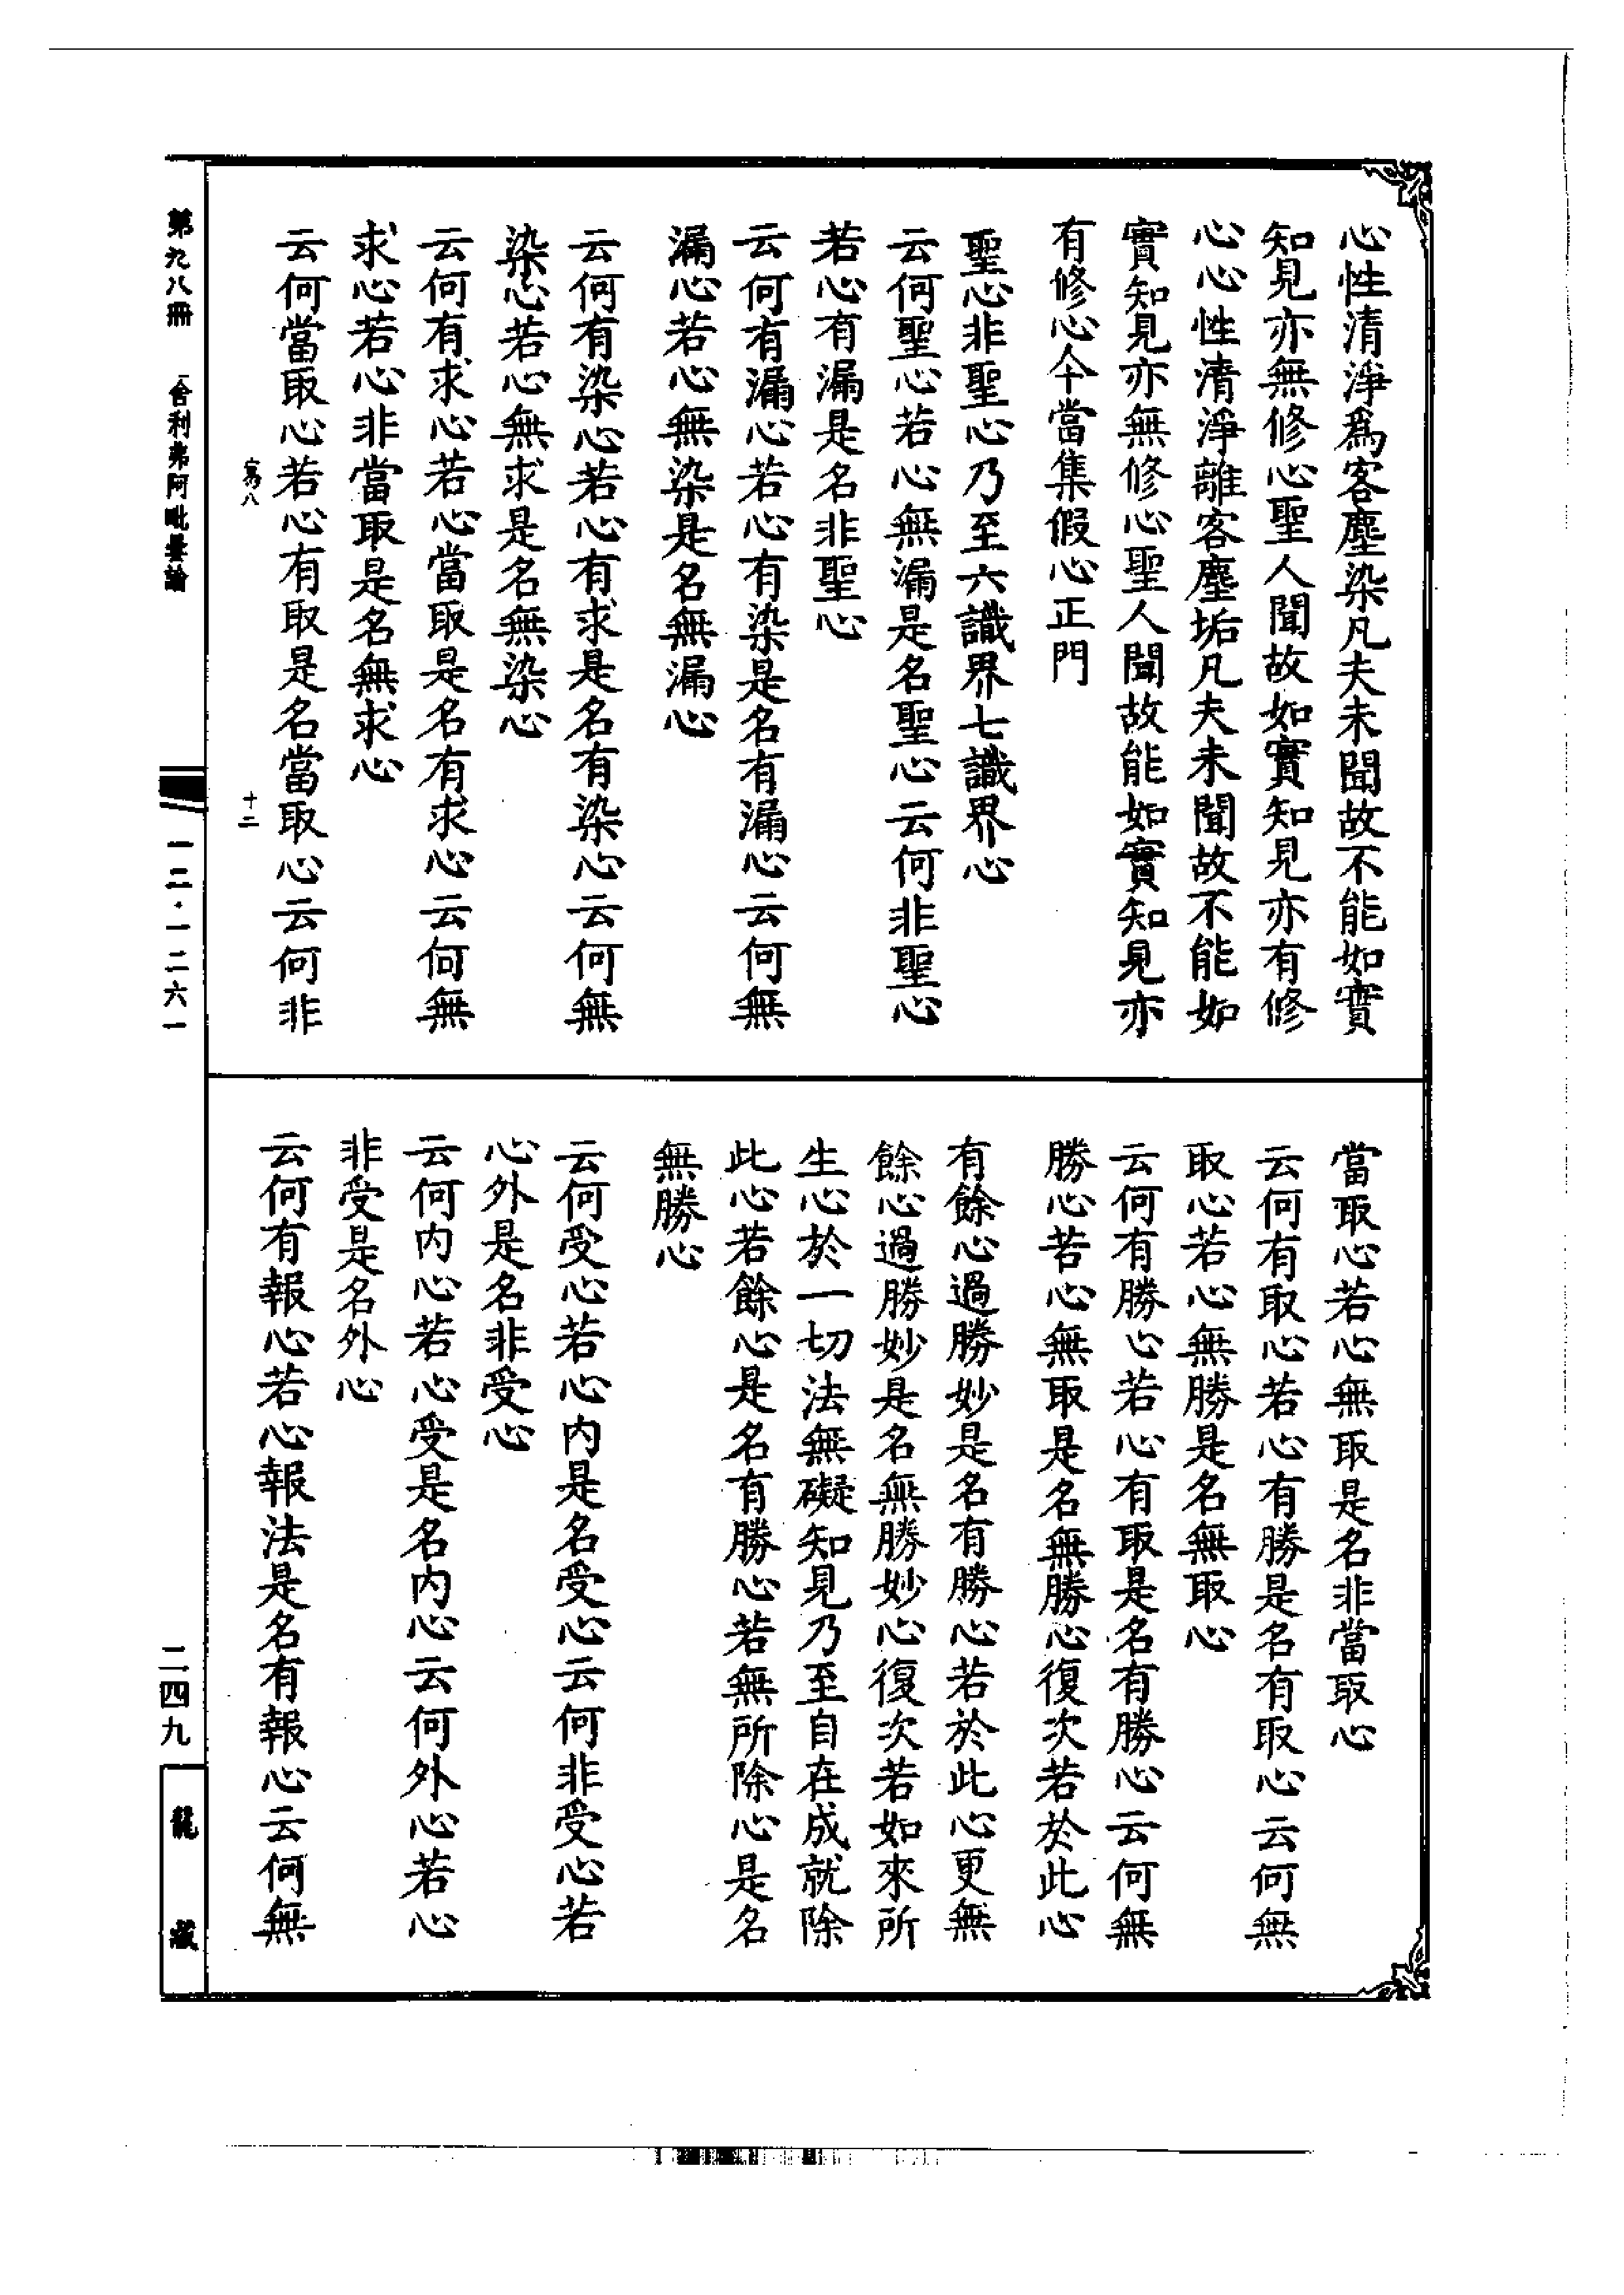 心性清淨爲客塵染凡夫未聞故不能如實
知見亦無修心聖人聞故如實知見亦有修
心心性清淨離客塵垢凡夫未聞故不能如
實知見亦無修心聖人聞故能如實知見亦
有修心今當集假心正門
聖心非聖心乃至六識界七識界心
云何聖心若心無漏是名聖心云何非聖心
若心有漏是名非聖心
云何有漏心若心有染是名有漏心云何無
漏心若心無染是名無漏心
云何有染心若心有求是名有染心云何無
染心若心無求是名無染心
云何有求心若心當取是名有求心云何無
求心若心非當取是名無求心
云何當取心若心有取是名當取心云何非
十二
當取心若心無取是名非當取心
云何有取心若心有勝是名有取心云何無
取心若心無勝是名無取心
云何有勝心若心有取是名有勝心云何無
勝心若心無取是名無勝心復次若於此心
有餘心過勝妙是名有勝心若於此心更無
餘心過勝妙是名無勝妙心復次若如來所
生心於一切法無礙知見乃至自在成就除
此心若餘心是名有勝心若無所除心是名
無勝心
云何受心若心内是名受心云何非受心若
心外是名非受心
云何内心若心受是名内心云何外心若心
非受是名外心
云何有報心若心報法是名有報心云何無
第九八冊 舍利弗阿毗曇論
一二·一二六一
二四九
龍藏